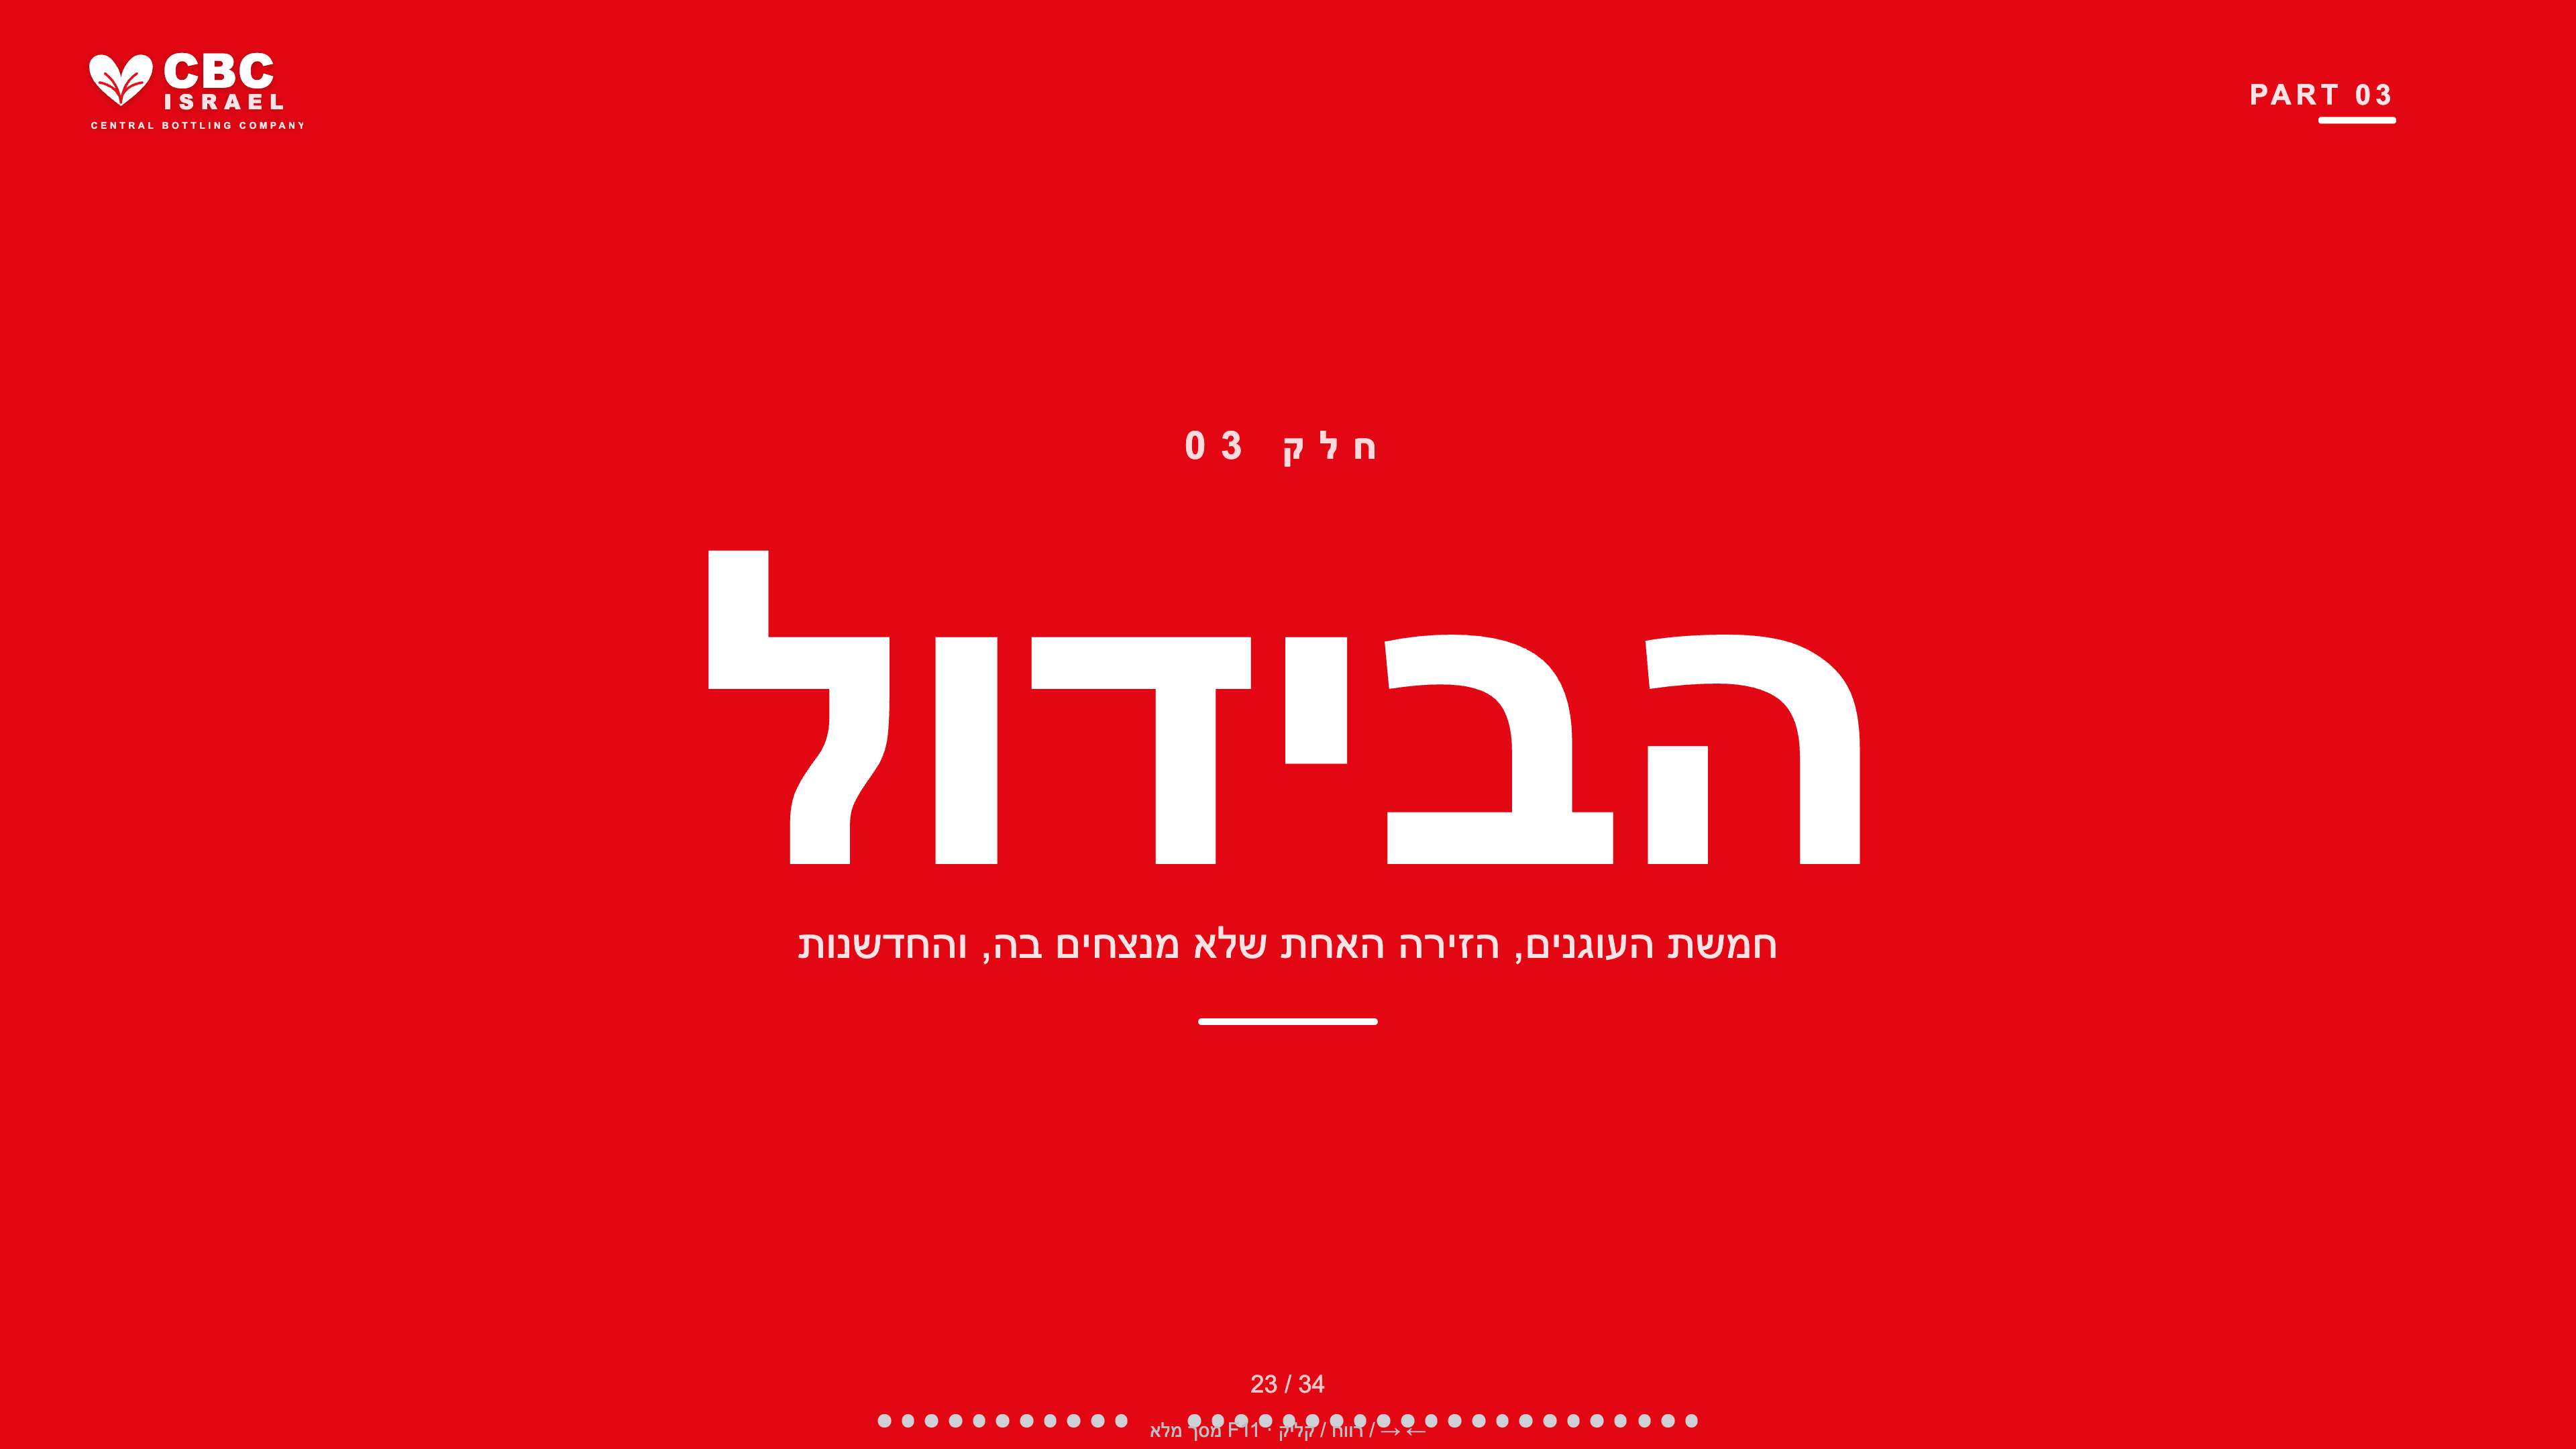 CBC
ISRAEL
CENTRAL BOTTLING COMPANY
PART 03
חלק 03
הבידול
חמשת העוגנים, הזירה האחת שלא מנצחים בה, והחדשנות
23 / 34
←→ / רווח / קליק · F11 מסך מלא